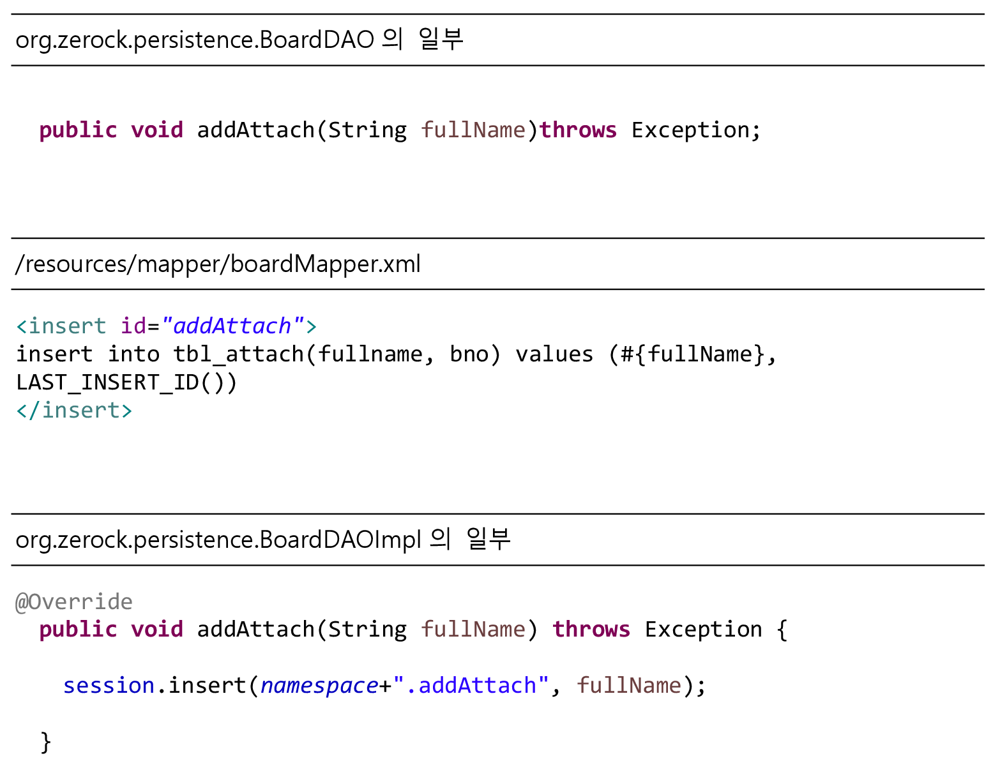 org.zerock.persistence.BoardDAO 의 일부
public void addAttach(String fullName)throws Exception;
/resources/mapper/boardMapper.xml
<insert id="addAttach">
insert into tbl_attach(fullname, bno) values (#{fullName},
LAST_INSERT_ID())
</insert>
org.zerock.persistence.BoardDAOImpl 의 일부
@Override
public void addAttach(String fullName) throws Exception {
session.insert(namespace+".addAttach", fullName);
}